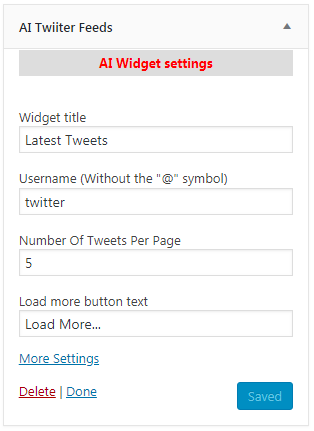 AI Twiiter Feeds
AI Widget settings
Widget title
Latest Tweets
Username (Without the "@" symbol)
twitter
Number Of Tweets Per Page
5
Load more button text
Load More...
More Settings
Delete | Done
Saved